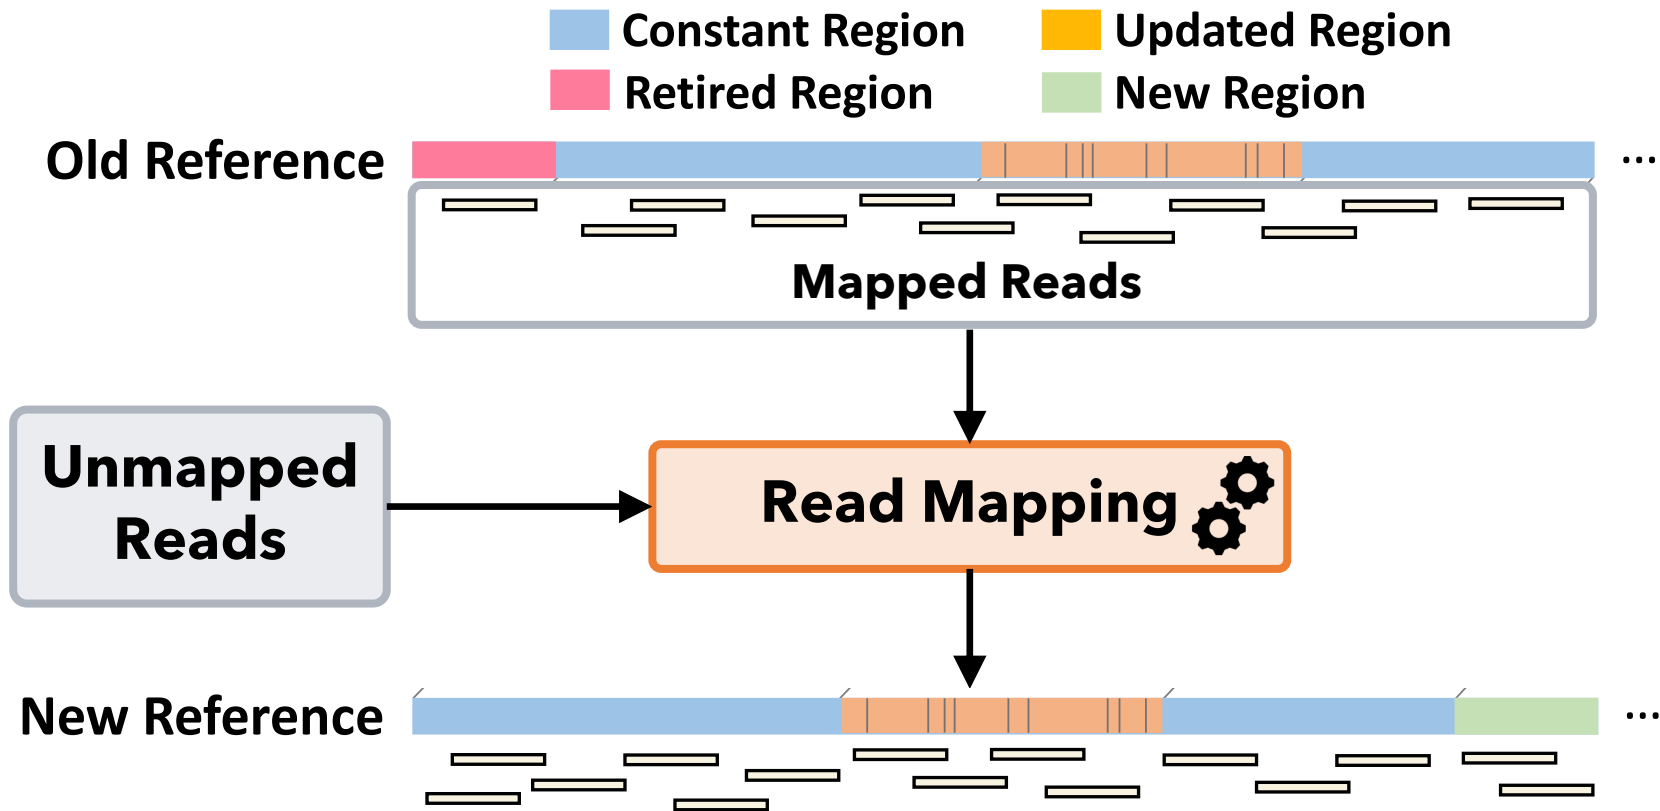 Constant Region
Updated Region
Retired Region
New Region
Old Reference
...
Mapped Reads
Unmapped
Reads
Read Mapping
New Reference
...